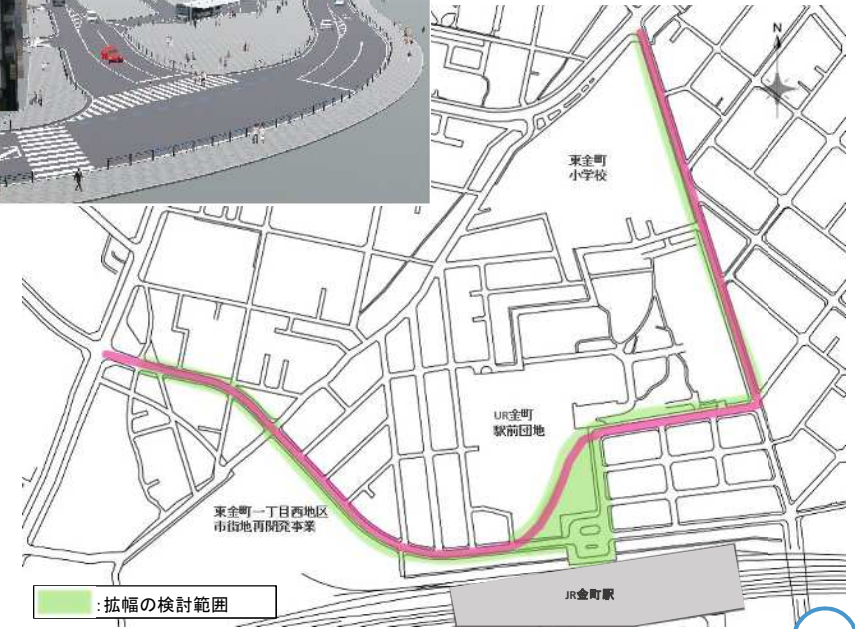 N
東金町
小学校
UR金町
駅前団地
東金町一丁目西地区
市街地再開発事業
:拡幅の検討範囲
JR金町駅